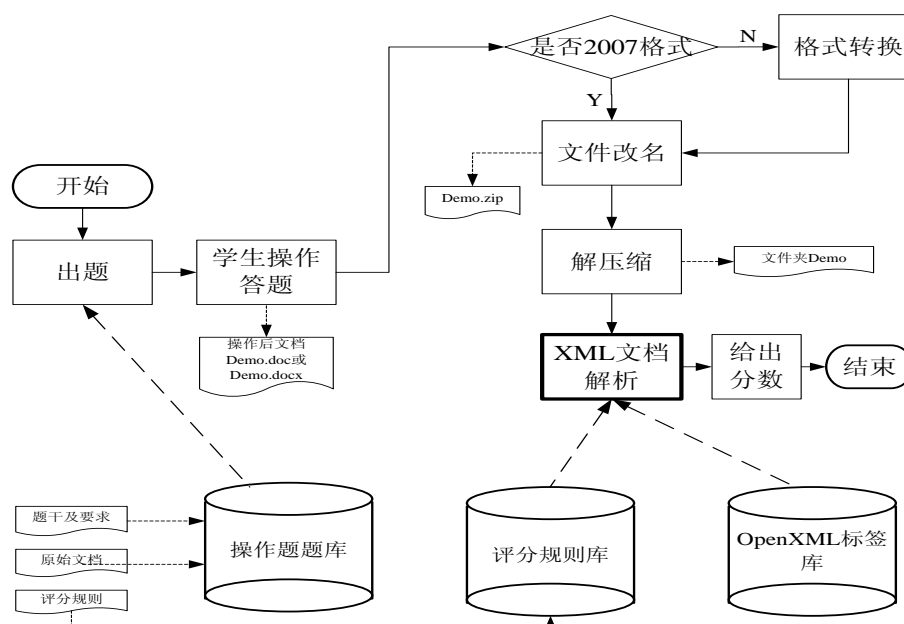 是否2007格式
N
格式转换
Y
文件改名
Demo.zip
开始
出题
学生操作
答题
解压缩
文件夹Demo
操作后文档
Demo.doc或
Demo.docx
XML文档
解析
给出
分数
结束
题干及要求
原始文档
评分规则
操作题题库
评分规则库
OpenXML标签
库